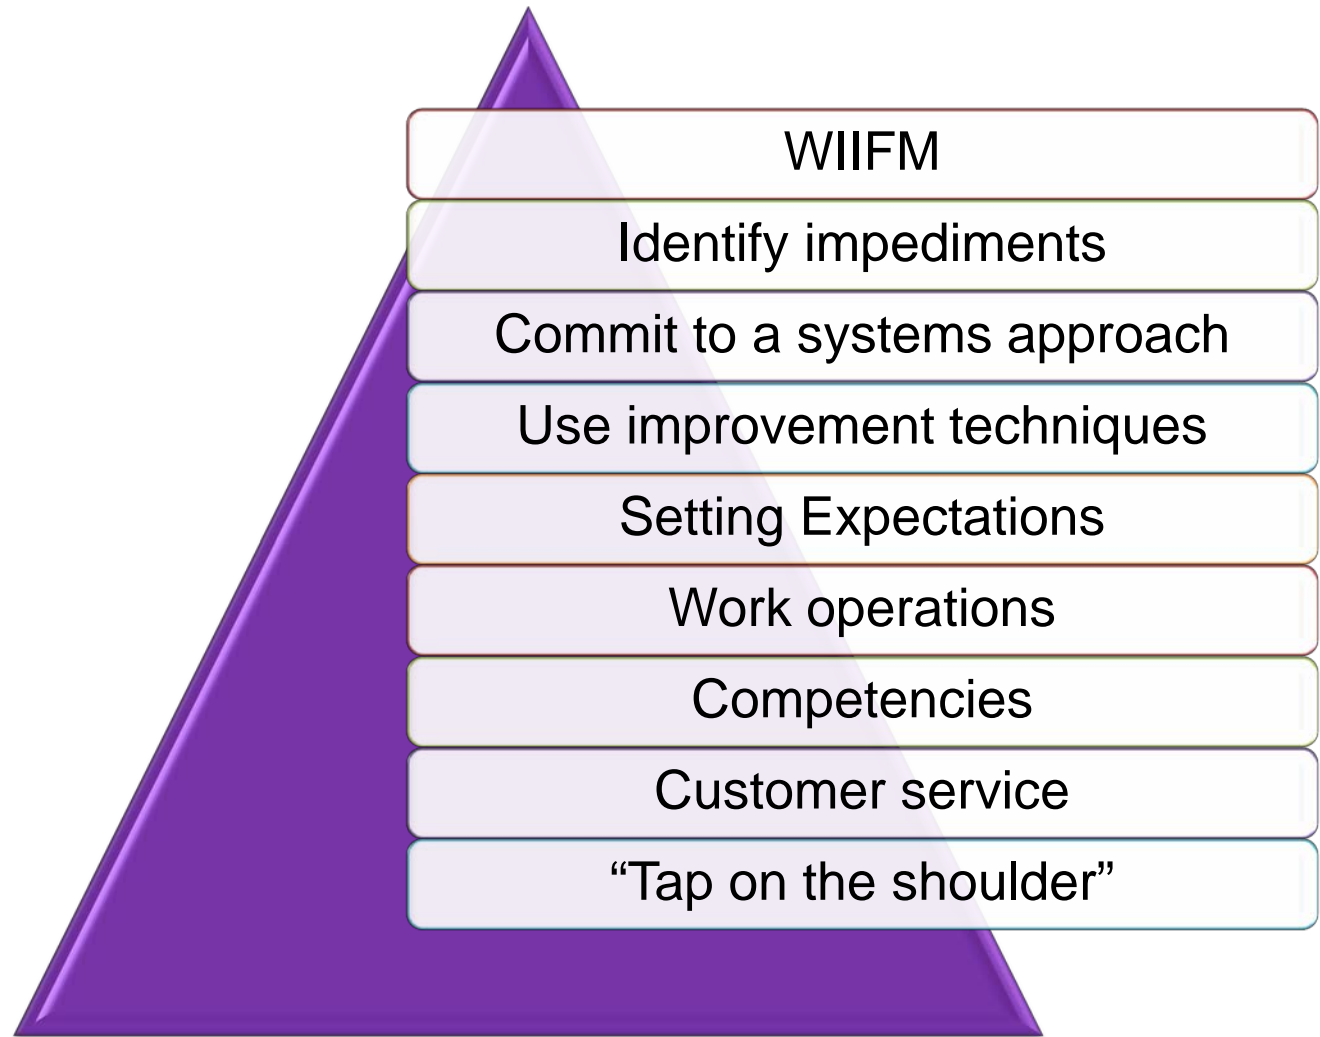 WIIFM
Identify impediments
Commit to a systems approach
Use improvement techniques
Setting Expectations
Work operations
Competencies
Customer service
“Tap on the shoulder”